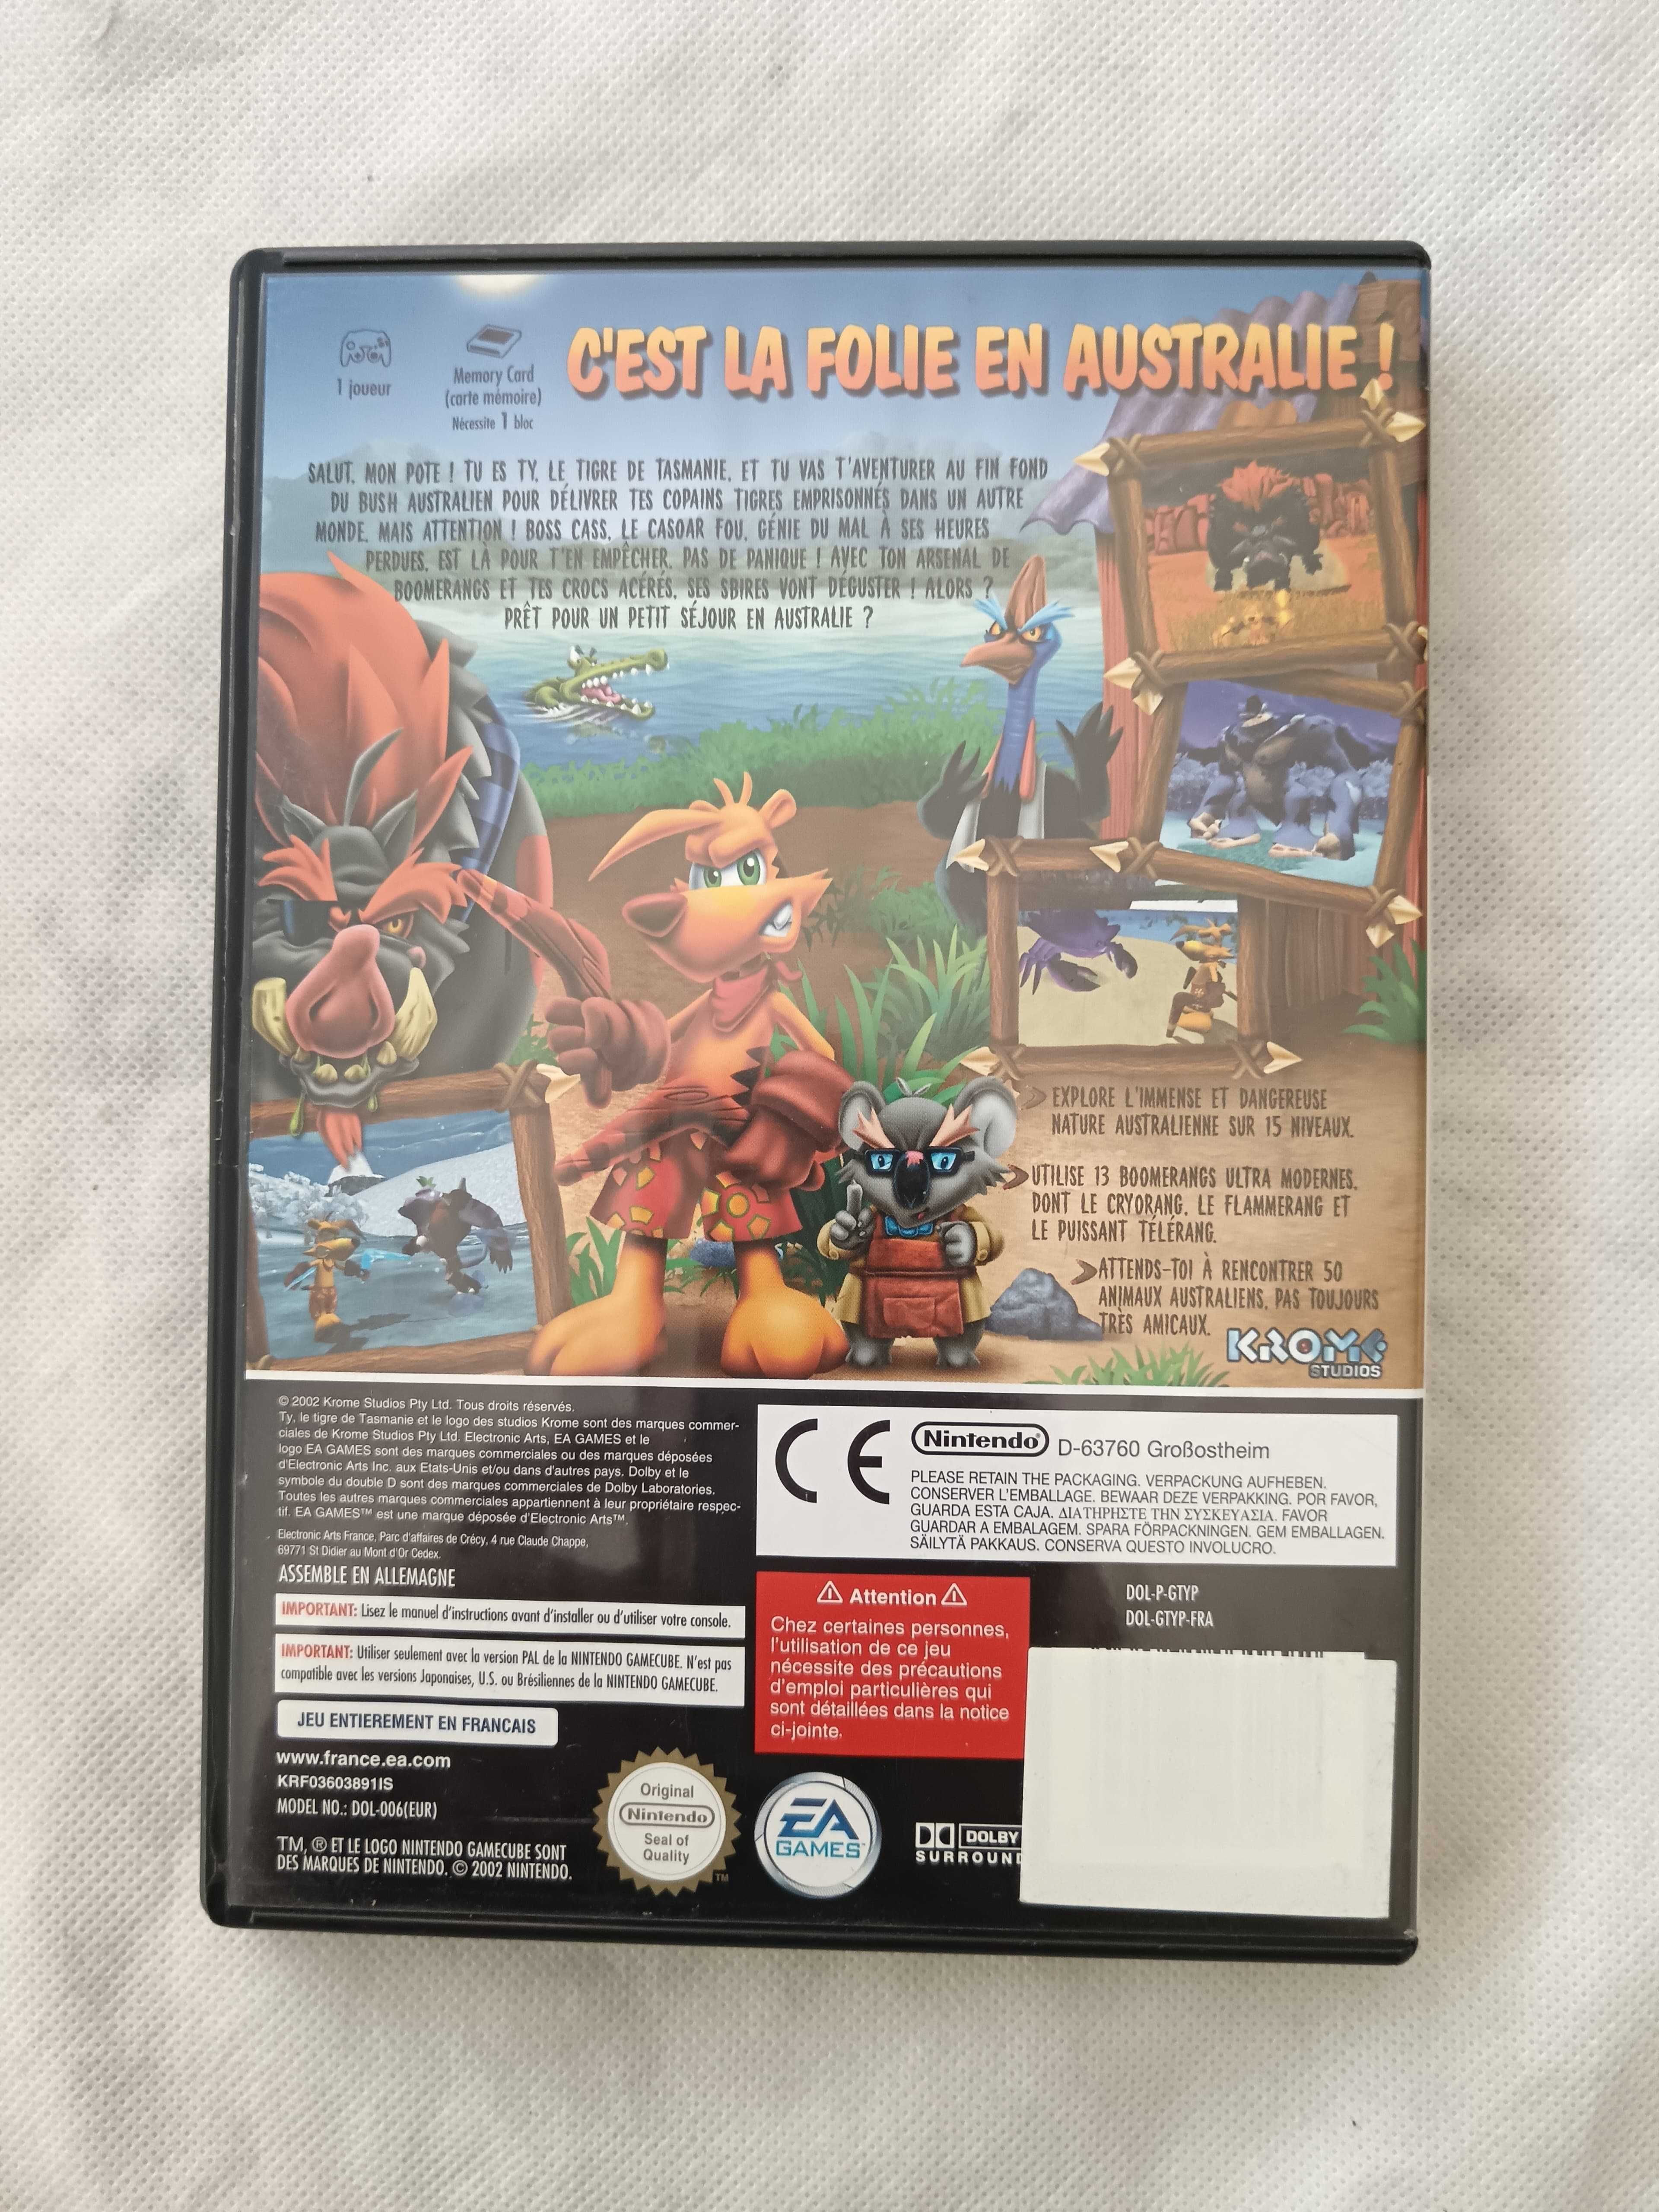 1 joueur
Memory Card
(carte mémoire)
Nécessite 1 bloc
C'EST LA FOLIE EN AUSTRALIE !
SALUT, MON POTE ! TU ES TY, LE TIGRE DE TASMANIE, ET TU VAS T'AVENTURER AU FIN FOND
DU BUSH AUSTRALIEN POUR DÉLIVRER TES COPAINS TIGRES EMPRISONNÉS DANS UN AUTRE
MONDE. MAIS ATTENTION ! BOSS CASS, LE CASOAR FOU, GÉNIE DU MAL À SES HEURES
PERDUES, EST LÀ POUR T'EN EMPÊCHER. PAS DE PANIQUE ! AVEC TON ARSENAL DE
BOOMERANGS ET TES CROCS ACÉRÉS, SES SBIRES VONT DÉGUSTER ! ALORS ?
PRÊT POUR UN PETIT SÉJOUR EN AUSTRALIE ?
EXPLORE L'IMMENSE ET DANGEREUSE
NATURE AUSTRALIENNE SUR 15 NIVEAUX.
UTILISE 13 BOOMERANGS ULTRA MODERNES,
DONT LE CRYORANG, LE FLAMMERANG ET
LE PUISSANT TÉLÉRANG.
ATTENDS-TOI À RENCONTRER 50
ANIMAUX AUSTRALIENS, PAS TOUJOURS
TRÈS AMICAUX.
KROME
STUDIOS
© 2002 Krome Studios Pty Ltd. Tous droits réservés.
Ty, le tigre de Tasmanie et le logo des studios Krome sont des marques commer-
ciales de Krome Studios Pty Ltd. Electronic Arts, EA GAMES et le
logo EA GAMES sont des marques commerciales ou des marques déposées
d'Electronic Arts Inc. aux Etats-Unis et/ou dans d'autres pays. Dolby et le
symbole du double D sont des marques commerciales de Dolby Laboratories.
Toutes les autres marques commerciales appartiennent à leur propriétaire respec-
tif. EA GAMES™ est une marque déposée d'Electronic Arts™.
Electronic Arts France, Parc d'affaires de Crécy, 4 rue Claude Chappe,
69771 St Didier au Mont d'Or Cedex.
ASSEMBLE EN ALLEMAGNE
IMPORTANT: Lisez le manuel d'instructions avant d'installer ou d'utiliser votre console.
IMPORTANT: Utiliser seulement avec la version PAL de la NINTENDO GAMECUBE. N'est pas
compatible avec les versions Japonaises, U.S. ou Brésiliennes de la NINTENDO GAMECUBE.
JEU ENTIEREMENT EN FRANCAIS
www.france.ea.com
KRF03603891IS
MODEL NO.: DOL-006(EUR)
TM, ® ET LE LOGO NINTENDO GAMECUBE SONT
DES MARQUES DE NINTENDO. © 2002 NINTENDO.
CE
Nintendo® D-63760 Großostheim
PLEASE RETAIN THE PACKAGING. VERPACKUNG AUFHEBEN.
CONSERVER L'EMBALLAGE. BEWAAR DEZE VERPAKKING. POR FAVOR,
GUARDA ESTA CAJA. ΔΙΑΤΗΡΗΣΤΕ ΤΗΝ ΣΥΣΚΕΥΑΣΙΑ. FAVOR
GUARDAR A EMBALAGEM. SPARA FÖRPACKNINGEN. GEM EMBALLAGEN.
SÄILYTÄ PAKKAUS. CONSERVA QUESTO INVOLUCRO.
Attention
Chez certaines personnes,
l'utilisation de ce jeu
nécessite des précautions
d'emploi particulières qui
sont détaillées dans la notice
ci-jointe.
DOL-P-GTYP
DOL-GTYP-FRA
Original
Nintendo
Seal of
Quality
TM
EA
GAMES™
DOLBY
SURROUND